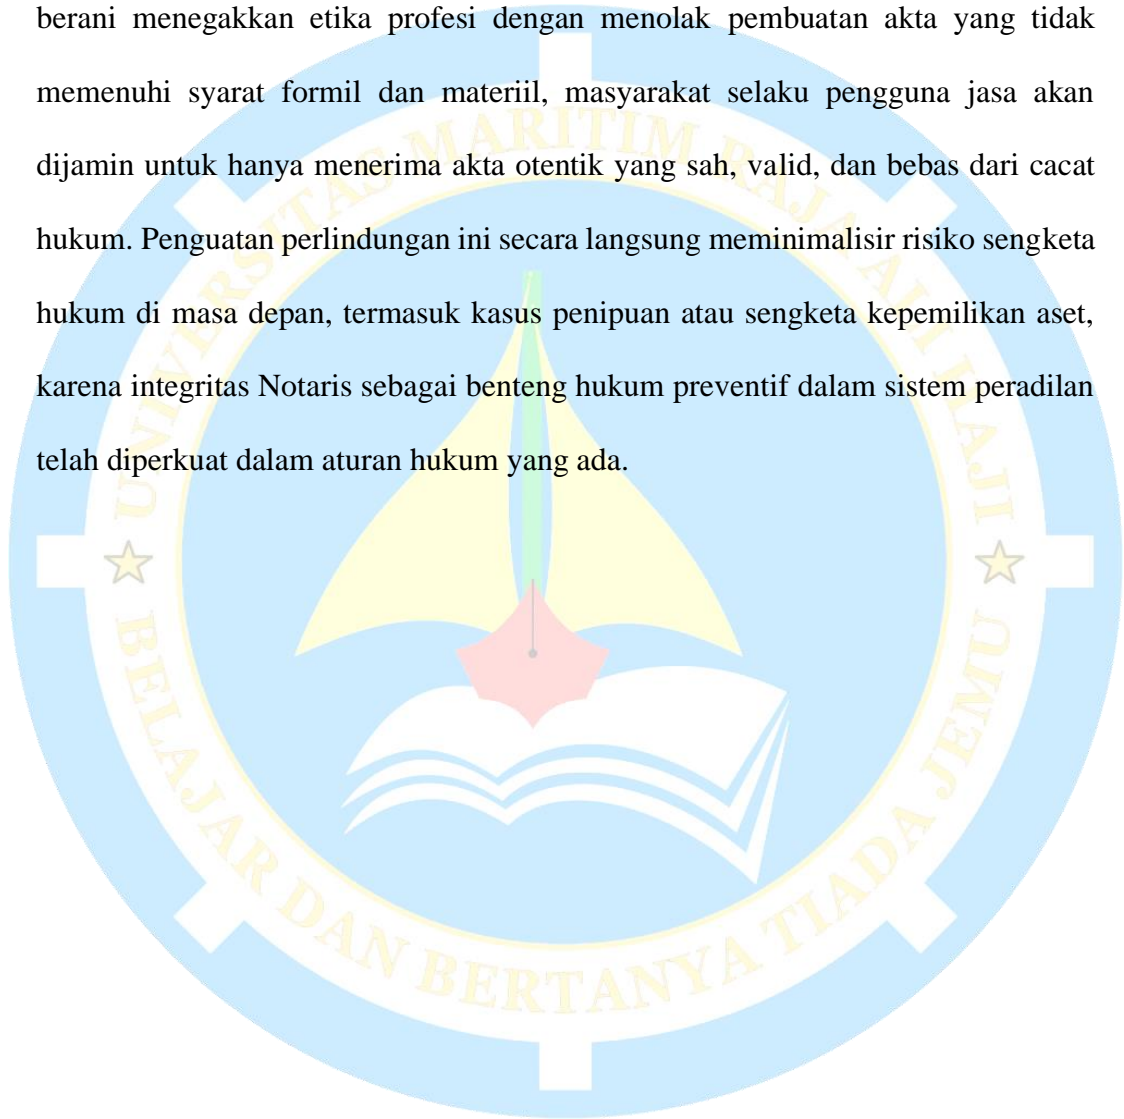 berani menegakkan etika profesi dengan menolak pembuatan akta yang tidak
memenuhi syarat formil dan materiil, masyarakat selaku pengguna jasa akan
dijamin untuk hanya menerima akta otentik yang sah, valid, dan bebas dari cacat
hukum. Penguatan perlindungan ini secara langsung meminimalisir risiko sengketa
hukum di masa depan, termasuk kasus penipuan atau sengketa kepemilikan aset,
karena integritas Notaris sebagai benteng hukum preventif dalam sistem peradilan
telah diperkuat dalam aturan hukum yang ada.
UNIVERSITAS MARITIM RAJA ALI HAJI
BELAJAR DAN BERTANYA TIADA JEMU